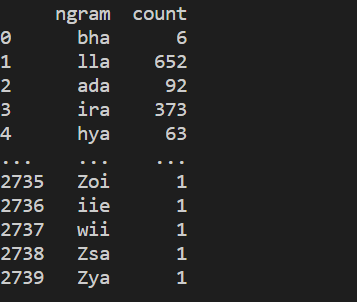 ngram count
0 bha 6
1 lla 652
2 ada 92
3 ira 373
4 hya 63
... ... ...
2735 Zoi 1
2736 iie 1
2737 wii 1
2738 Zsa 1
2739 Zya 1